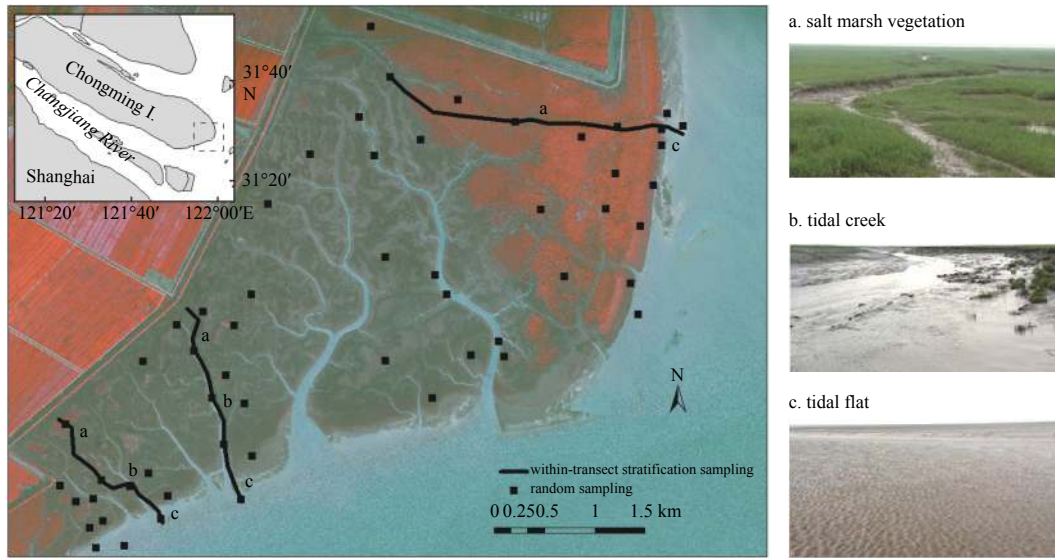 Chongming I.
Changjiang River
Shanghai
31°40′
N
31°20′
121°20′ 121°40′ 122°00′E
a
c
a
b
c
a
b
c
N
within-transect stratification sampling
random sampling
0 0.250.5 1 1.5 km
a. salt marsh vegetation
b. tidal creek
c. tidal flat